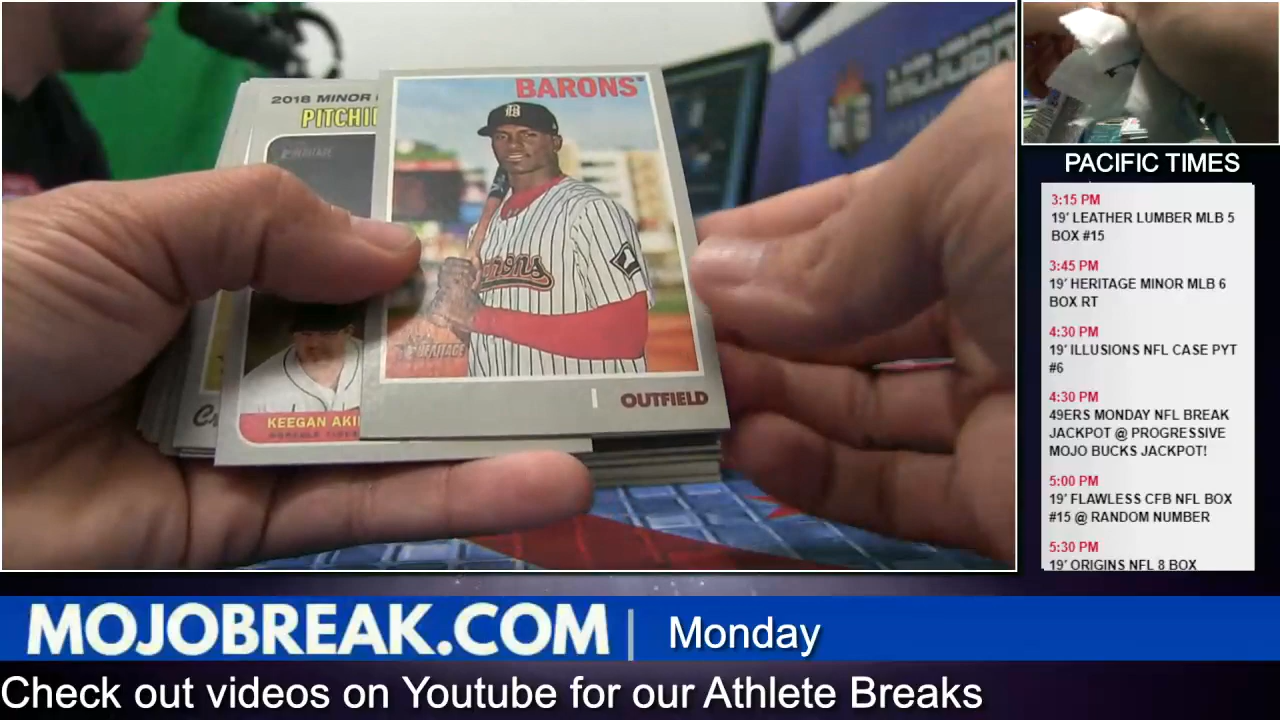 2018 MINOR
PITCHI
HERITAGE
BARONS
HERITAGE
OUTFIELD
KEEGAN AKI
PACIFIC TIMES
3:15 PM
19' LEATHER LUMBER MLB 5
BOX #15
3:45 PM
19' HERITAGE MINOR MLB 6
BOX RT
4:30 PM
19' ILLUSIONS NFL CASE PYT
#6
4:30 PM
49ERS MONDAY NFL BREAK
JACKPOT @ PROGRESSIVE
MOJO BUCKS JACKPOT!
5:00 PM
19' FLAWLESS CFB NFL BOX
#15 @ RANDOM NUMBER
5:30 PM
19' ORIGINS NFL 8 BOX
MOJOBREAK.COM | Monday
Check out videos on Youtube for our Athlete Breaks